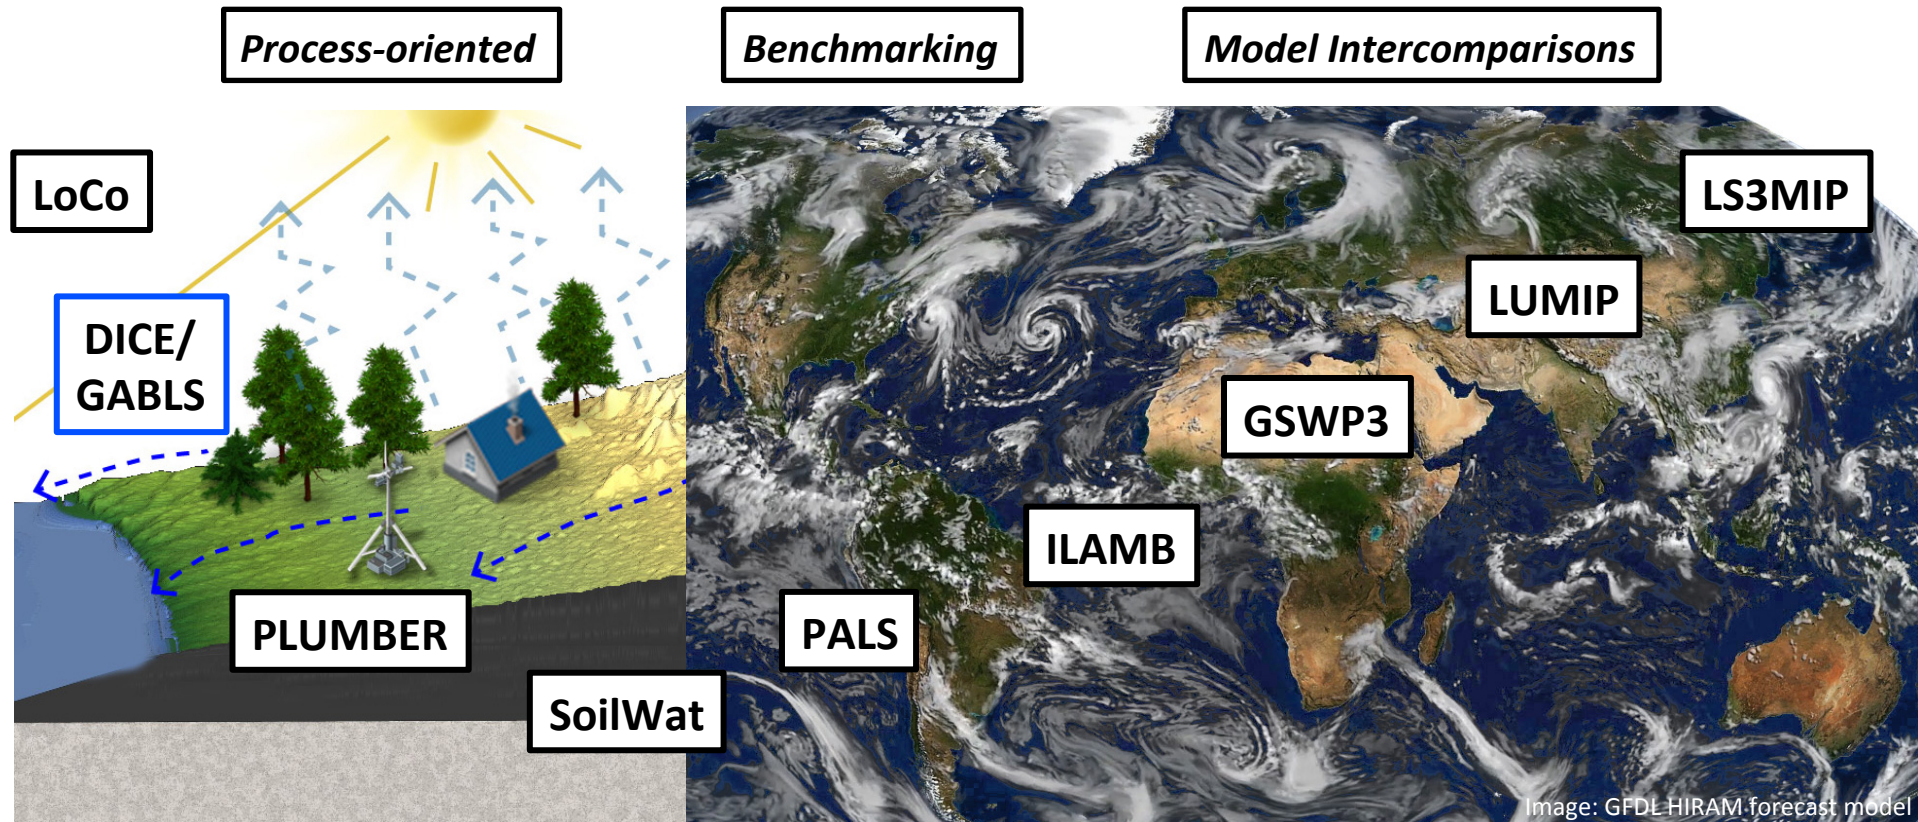 Process-oriented
Benchmarking
Model Intercomparisons
LoCo
LS3MIP
LUMIP
DICE/
GABLS
GSWP3
ILAMB
PLUMBER
PALS
SoilWat
Image: GFDL HIRAM forecast model